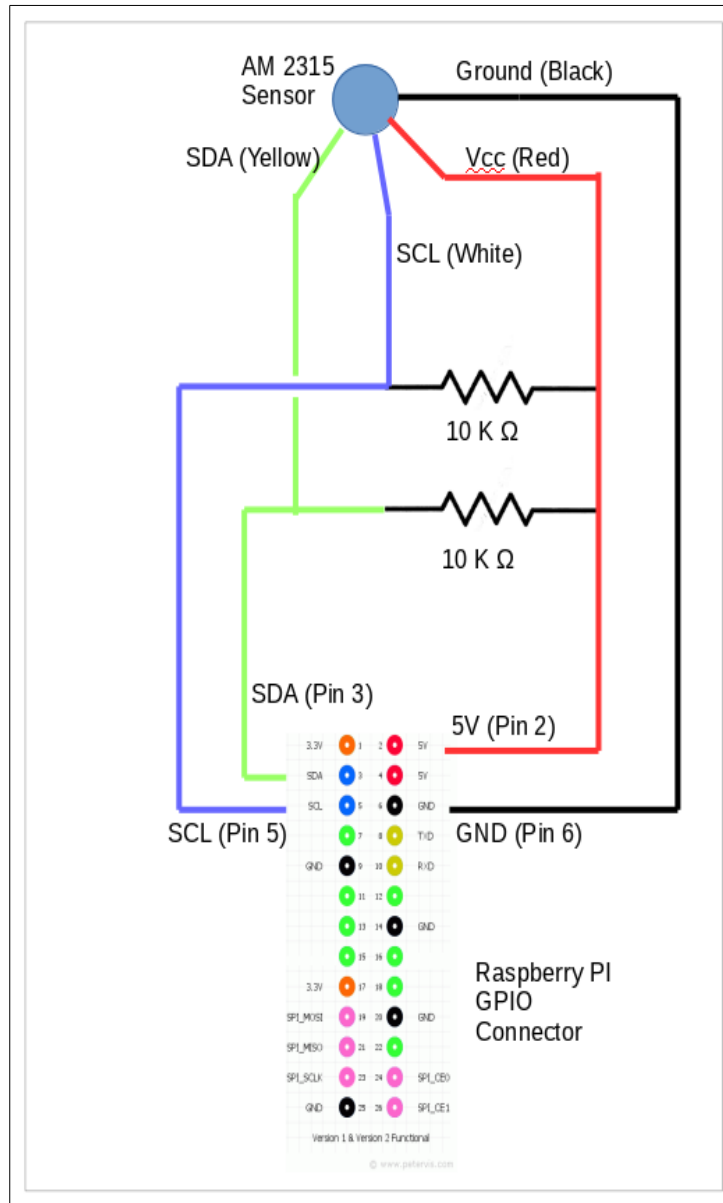 AM 2315
Sensor
Ground (Black)
SDA (Yellow)
Vcc (Red)
SCL (White)
10 K Ω
10 K Ω
SDA (Pin 3)
5V (Pin 2)
3.3V 1 2 5V
SDA 3 4 5V
SCL 5 6 GND
SCL (Pin 5)
GND (Pin 6)
7 8 TXD
GND 9 10 RXD
11 12
13 14 GND
15 16
3.3V 17 18
SPI_MOSI 19 20 GND
SPI_MISO 21 22
SPI_SCLK 23 24 SPI_CE0
GND 25 26 SPI_CE1
Raspberry PI
GPIO
Connector
Version 1 & Version 2 Functional
© www.petervis.com